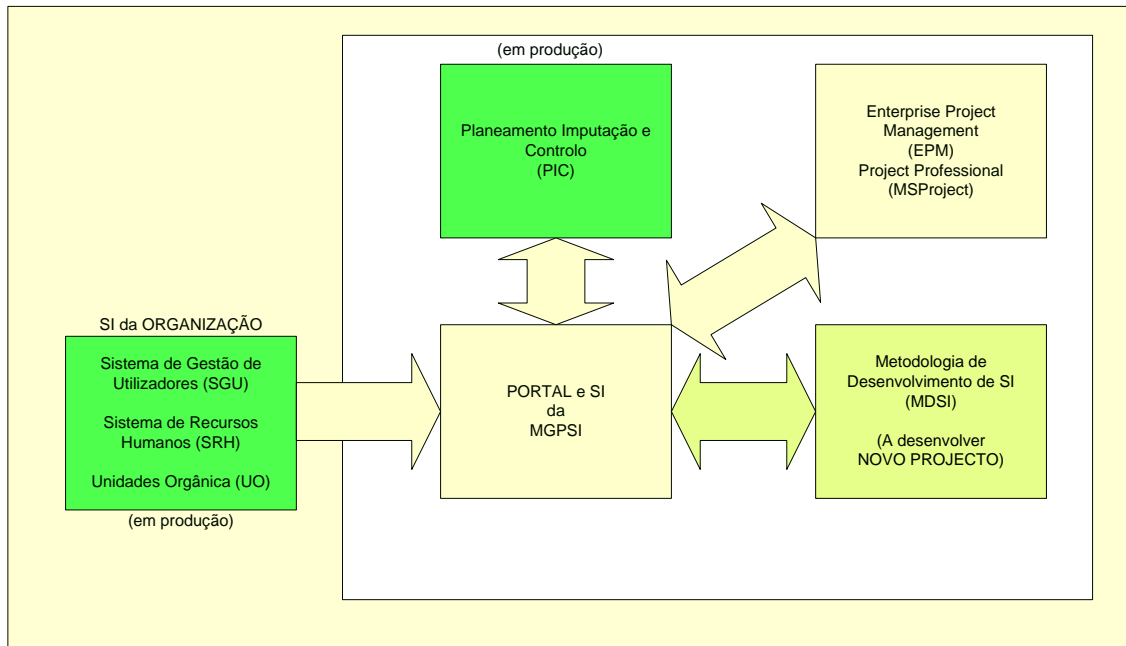 (em produção)
Planeamento Imputação e
Controlo
(PIC)
Enterprise Project
Management
(EPM)
Project Professional
(MSProject)
SI da ORGANIZAÇÃO
Sistema de Gestão de
Utilizadores (SGU)
Sistema de Recursos
Humanos (SRH)
Unidades Orgânica (UO)
(em produção)
PORTAL e SI
da
MGPSI
Metodologia de
Desenvolvimento de SI
(MDSI)
(A desenvolver
NOVO PROJECTO)